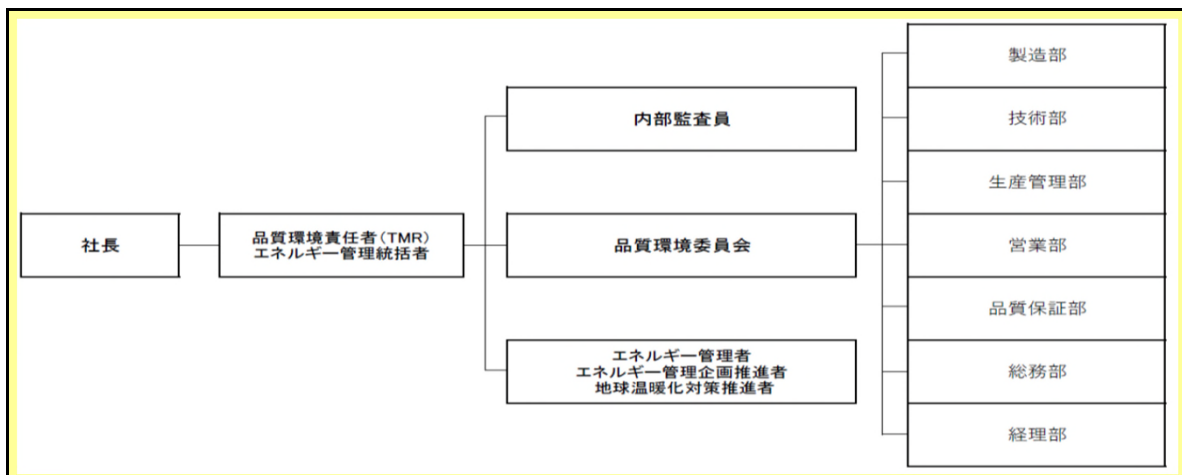 社長
品質環境責任者(TMR)
エネルギー管理統括者
内部監査員
品質環境委員会
エネルギー管理者
エネルギー管理企画推進者
地球温暖化対策推進者
製造部
技術部
生産管理部
営業部
品質保証部
総務部
経理部